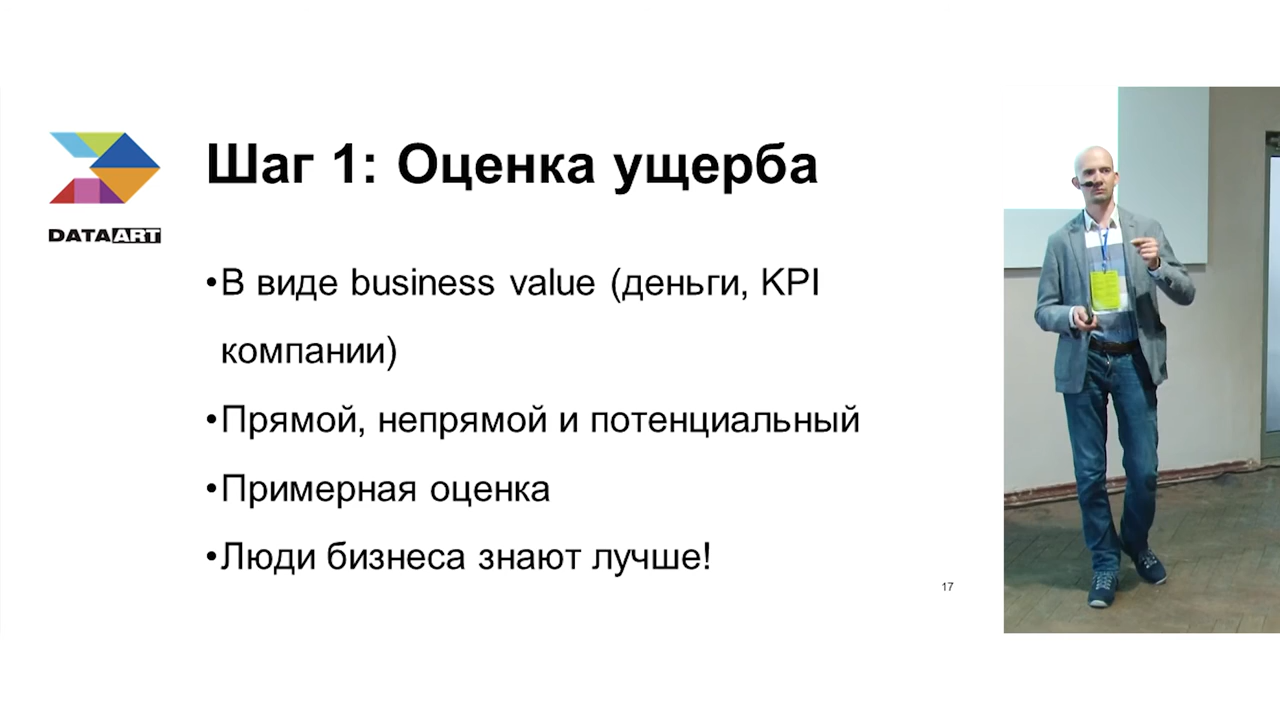 Шаг 1: Оценка ущерба
DATAART
•В виде business value (деньги, KPI
компании)
•Прямой, непрямой и потенциальный
•Примерная оценка
•Люди бизнеса знают лучше!
17